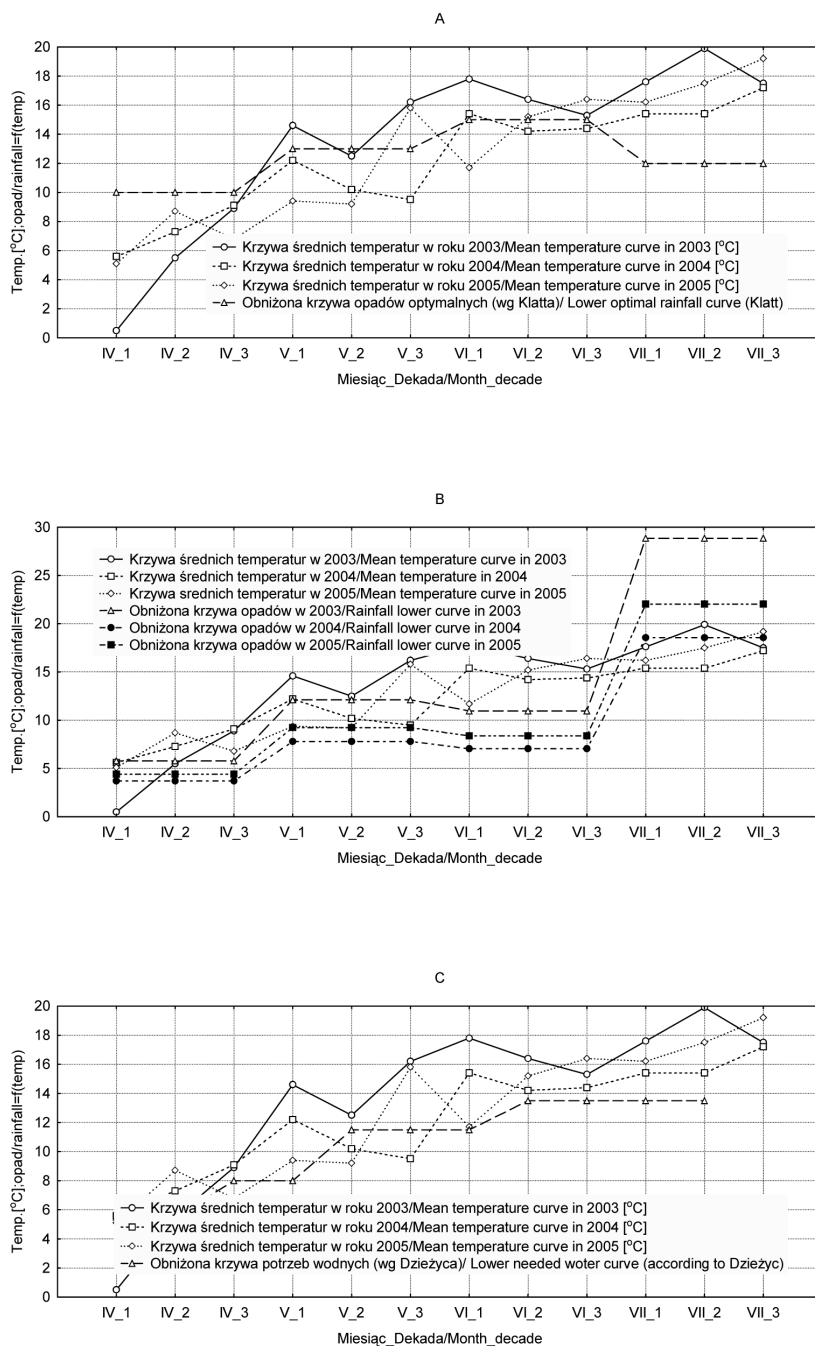 A
20
18
16
14
12
10
8
6
4
2
0
Temp.[°C];opad/rainfall=f(temp)
Krzywa średnich temperatur w roku 2003/Mean temperature curve in 2003 [°C]
Krzywa średnich temperatur w roku 2004/Mean temperature curve in 2004 [°C]
Krzywa średnich temperatur w roku 2005/Mean temperature curve in 2005 [°C]
Obniżona krzywa opadów optymalnych (wg Klatta)/ Lower optimal rainfall curve (Klatt)
IV_1 IV_2 IV_3 V_1 V_2 V_3 VI_1 VI_2 VI_3 VII_1 VII_2 VII_3
Miesiąc_Dekada/Month_decade
B
30
25
20
15
10
5
0
Temp.[°C];opad/rainfall=f(temp)
Krzywa średnich temperatur w 2003/Mean temperature curve in 2003
Krzywa średnich temperatur w 2004/Mean temperature in 2004
Krzywa srednich temperatur w 2005/Mean temperature curve in 2005
Obniżona krzywa opadów w 2003/Rainfall lower curve in 2003
Obniżona krzywa opadów w 2004/Rainfall lower curve in 2004
Obniżona krzywa opadów w 2005/Rainfall lower curve in 2005
IV_1 IV_2 IV_3 V_1 V_2 V_3 VI_1 VI_2 VI_3 VII_1 VII_2 VII_3
Miesiąc_Dekada/Month_decade
C
20
18
16
14
12
10
8
6
4
2
0
Temp.[°C];opad/rainfall=f(temp)
Krzywa średnich temperatur w roku 2003/Mean temperature curve in 2003 [°C]
Krzywa średnich temperatur w roku 2004/Mean temperature curve in 2004 [°C]
Krzywa średnich temperatur w roku 2005/Mean temperature curve in 2005 [°C]
Obniżona krzywa potrzeb wodnych (wg Dzieżyca)/ Lower needed woter curve (according to Dzieżyc)
IV_1 IV_2 IV_3 V_1 V_2 V_3 VI_1 VI_2 VI_3 VII_1 VII_2 VII_3
Miesiąc_Dekada/Month_decade